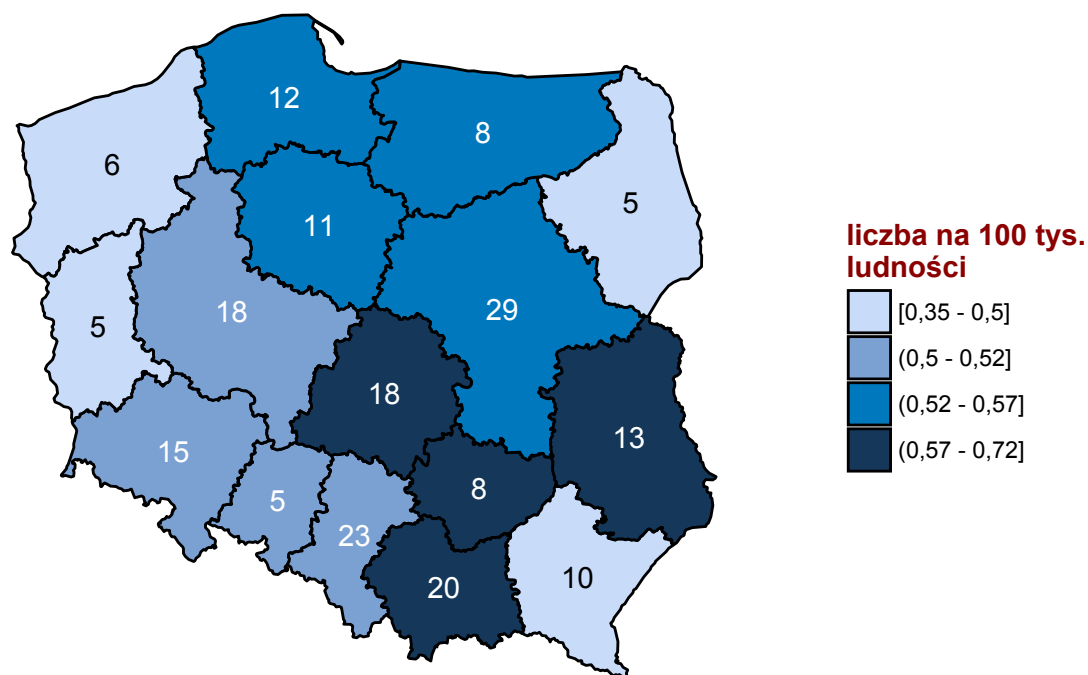 12
8
6
5
11
18
29
5
18
13
15
8
5
23
20
10
liczba na 100 tys.
ludności
[0,35 - 0,5]
(0,5 - 0,52]
(0,52 - 0,57]
(0,57 - 0,72]